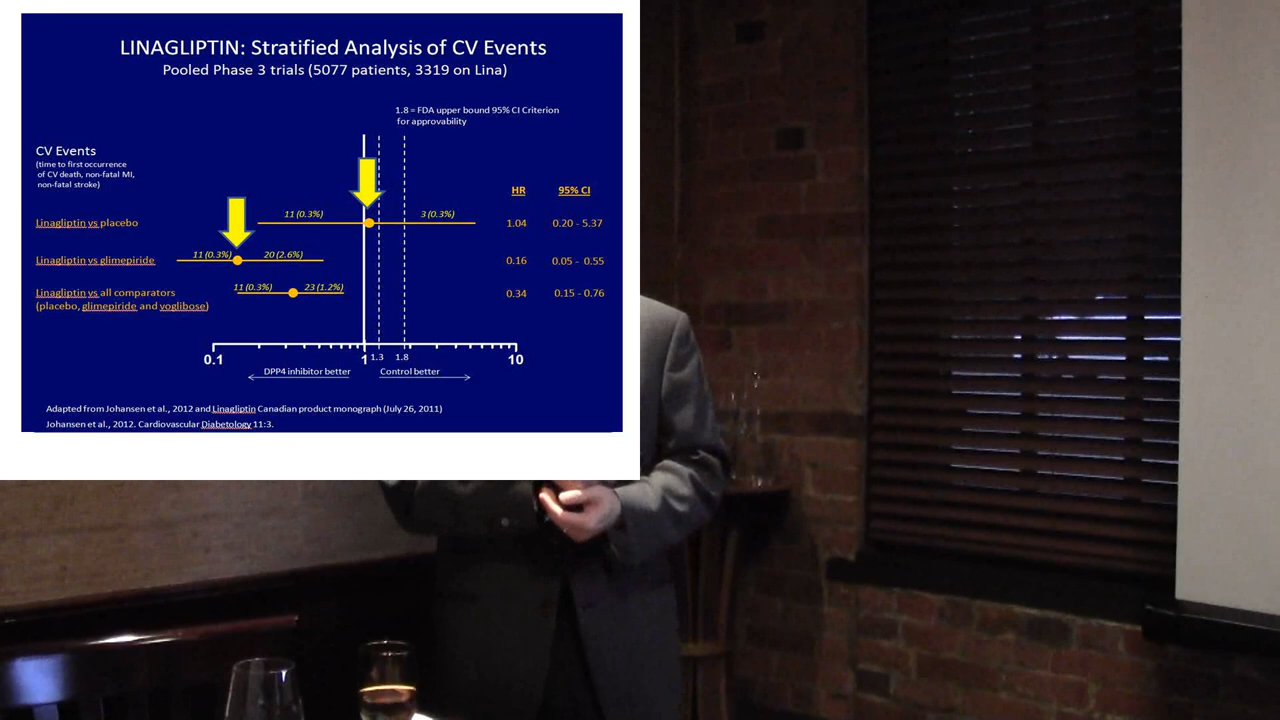 LINAGLIPTIN: Stratified Analysis of CV Events
Pooled Phase 3 trials (5077 patients, 3319 on Lina)
1.8 = FDA upper bound 95% CI Criterion
for approvability
CV Events
(time to first occurrence
of CV death, non-fatal MI,
non-fatal stroke)
HR 95% CI
Linagliptin vs placebo 11 (0.3%) 3 (0.3%) 1.04 0.20 - 5.37
Linagliptin vs glimepiride 11 (0.3%) 20 (2.6%) 0.16 0.05 - 0.55
Linagliptin vs all comparators 11 (0.3%) 23 (1.2%) 0.34 0.15 - 0.76
(placebo, glimepiride and voglibose)
0.1 1 1.3 1.8 10
DPP4 inhibitor better Control better
Adapted from Johansen et al., 2012 and Linagliptin Canadian product monograph (July 26, 2011)
Johansen et al., 2012. Cardiovascular Diabetology 11:3.